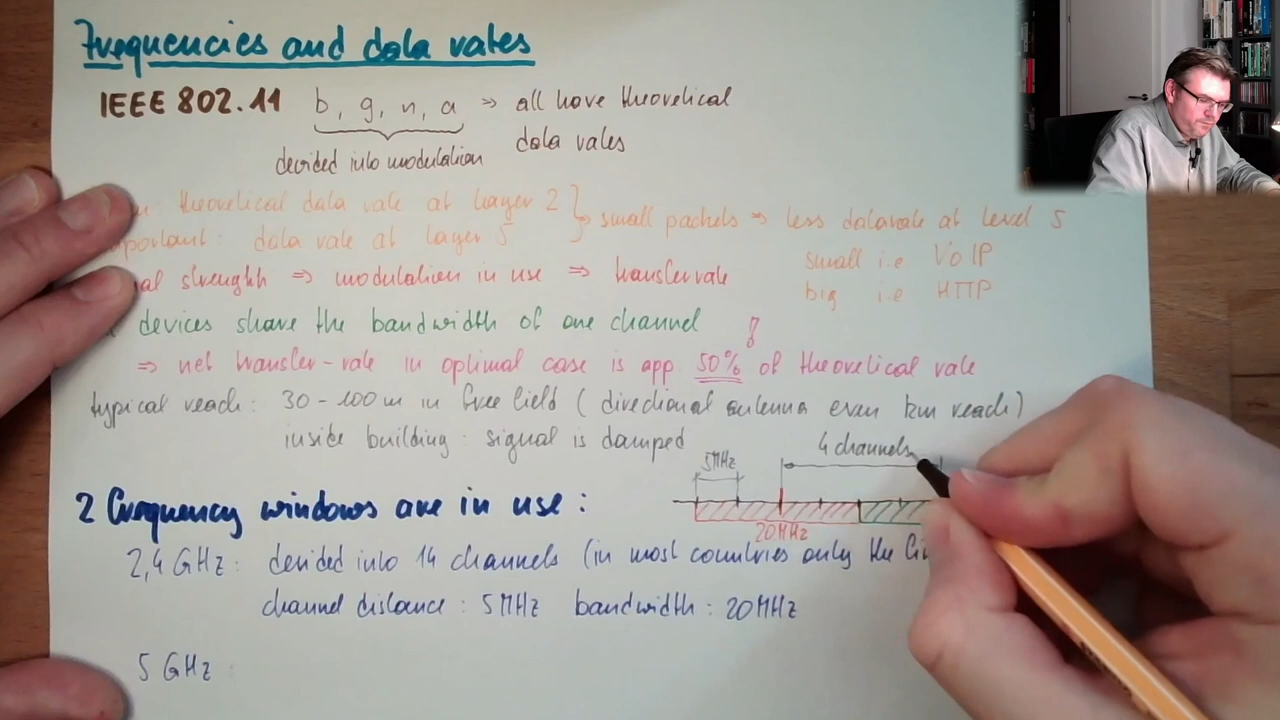 Frequencies and data rates
IEEE 802.11 b, g, n, a => all have theoretical
data rates
devided into modulation
theoretical data rate at Layer 2
data rate at layer 5
small packets => less datarate at level 5
small i.e VoIP
big i.e HTTP
strenghth => modulation in use => transferrate
devices share the bandwidth of one channel !
=> net transfer-rate in optimal case is app. 50% of theoretical rate
typical reach: 30-100m in free field (directional antenna even km reach)
inside building: signal is damped
5MHz
4 channels
20MHz
2 frequency windows are in use:
2,4 GHz: devided into 14 channels (in most countries only the
channel distance: 5MHz bandwidth: 20MHz
5 GHz: